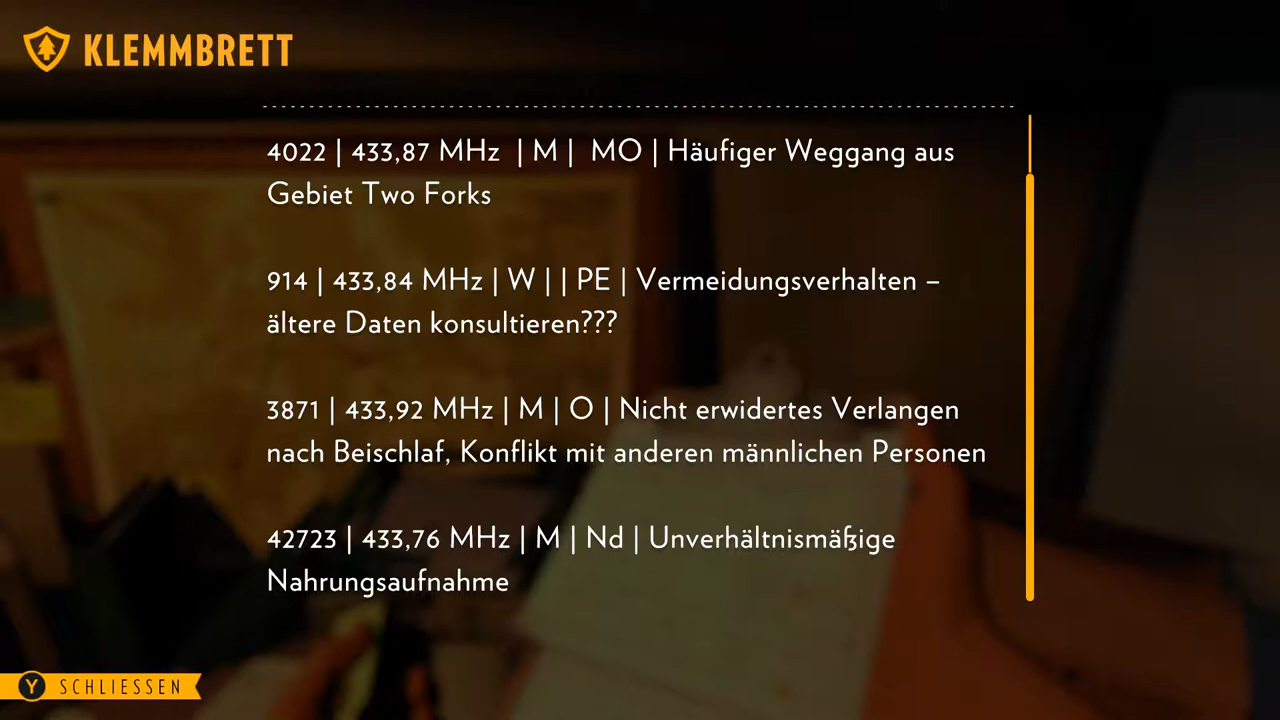 KLEMMBRETT
4022 | 433,87 MHz | M | MO | Häufiger Weggang aus
Gebiet Two Forks
914 | 433,84 MHz | W | | PE | Vermeidungsverhalten –
ältere Daten konsultieren???
3871 | 433,92 MHz | M | O | Nicht erwidertes Verlangen
nach Beischlaf, Konflikt mit anderen männlichen Personen
42723 | 433,76 MHz | M | Nd | Unverhältnismäßige
Nahrungsaufnahme
Y SCHLIESSEN